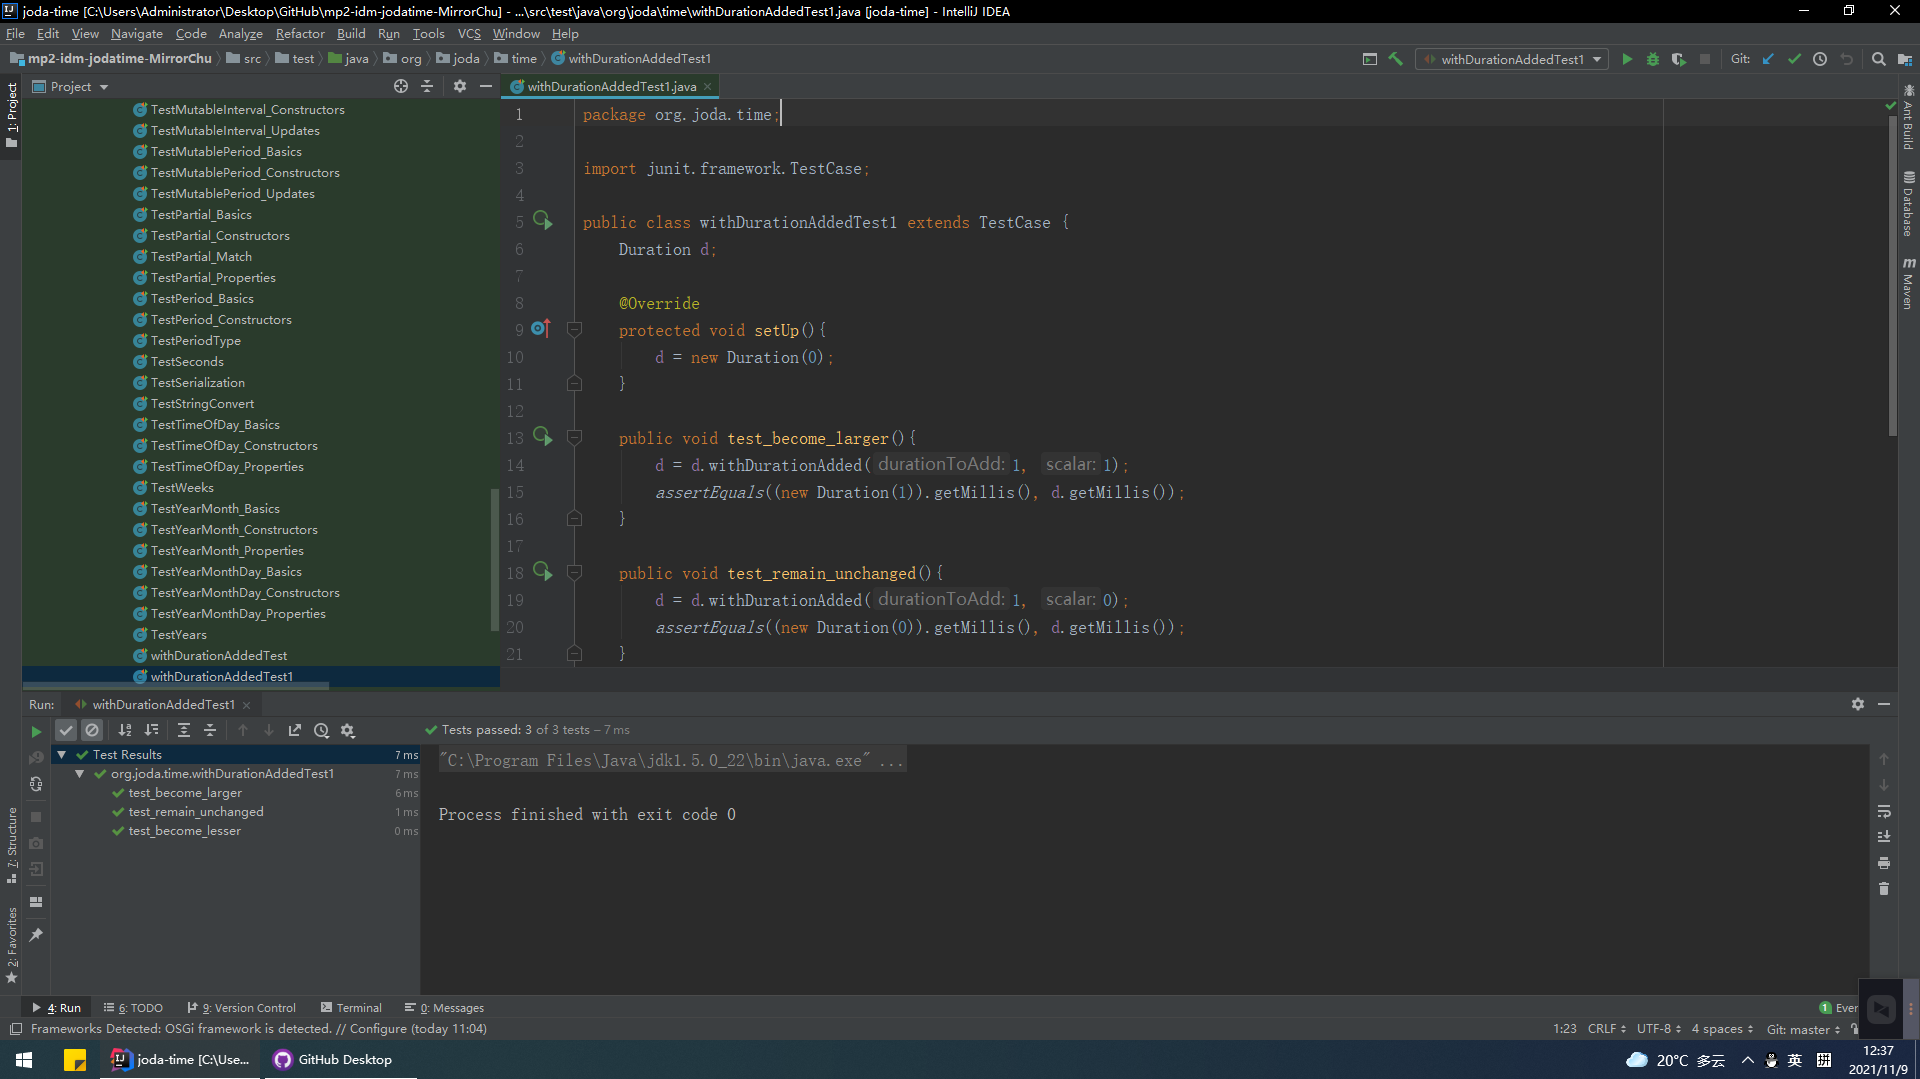 joda-time [C:\Users\Administrator\Desktop\GitHub\mp2-idm-jodatime-MirrorChu] - ...\src\test\java\org\joda\time\withDurationAddedTest1.java [joda-time] - IntelliJ IDEA
File Edit View Navigate Code Analyze Refactor Build Run Tools VCS Window Help
mp2-idm-jodatime-MirrorChu src test java org joda time withDurationAddedTest1
withDurationAddedTest1 Git:
Project
withDurationAddedTest1.java
1: Project
TestMutableInterval_Constructors
TestMutableInterval_Updates
TestMutablePeriod_Basics
TestMutablePeriod_Constructors
TestMutablePeriod_Updates
TestPartial_Basics
TestPartial_Constructors
TestPartial_Match
TestPartial_Properties
TestPeriod_Basics
TestPeriod_Constructors
TestPeriodType
TestSeconds
TestSerialization
TestStringConvert
TestTimeOfDay_Basics
TestTimeOfDay_Constructors
TestTimeOfDay_Properties
TestWeeks
TestYearMonth_Basics
TestYearMonth_Constructors
TestYearMonth_Properties
TestYearMonthDay_Basics
TestYearMonthDay_Constructors
TestYearMonthDay_Properties
TestYears
withDurationAddedTest
withDurationAddedTest1
1 package org.joda.time;
2
3 import junit.framework.TestCase;
4
5 public class withDurationAddedTest1 extends TestCase {
6 Duration d;
7
8 @Override
9 protected void setUp(){
10 d = new Duration(0);
11 }
12
13 public void test_become_larger(){
14 d = d.withDurationAdded( durationToAdd: 1, scalar: 1);
15 assertEquals((new Duration(1)).getMillis(), d.getMillis());
16 }
17
18 public void test_remain_unchanged(){
19 d = d.withDurationAdded( durationToAdd: 1, scalar: 0);
20 assertEquals((new Duration(0)).getMillis(), d.getMillis());
21 }
Ant Build
Database
Maven
Run: withDurationAddedTest1
Tests passed: 3 of 3 tests – 7 ms
Test Results 7 ms
org.joda.time.withDurationAddedTest1 7 ms
test_become_larger 6 ms
test_remain_unchanged 1 ms
test_become_lesser 0 ms
"C:\Program Files\Java\jdk1.5.0_22\bin\java.exe" ...
Process finished with exit code 0
7: Structure
2: Favorites
4: Run 6: TODO 9: Version Control Terminal 0: Messages 1 Ever
Frameworks Detected: OSGi framework is detected. // Configure (today 11:04)
1:23 CRLF UTF-8 4 spaces Git: master
joda-time [C:\Use... GitHub Desktop
20°C 多云 英 拼
12:37
2021/11/9